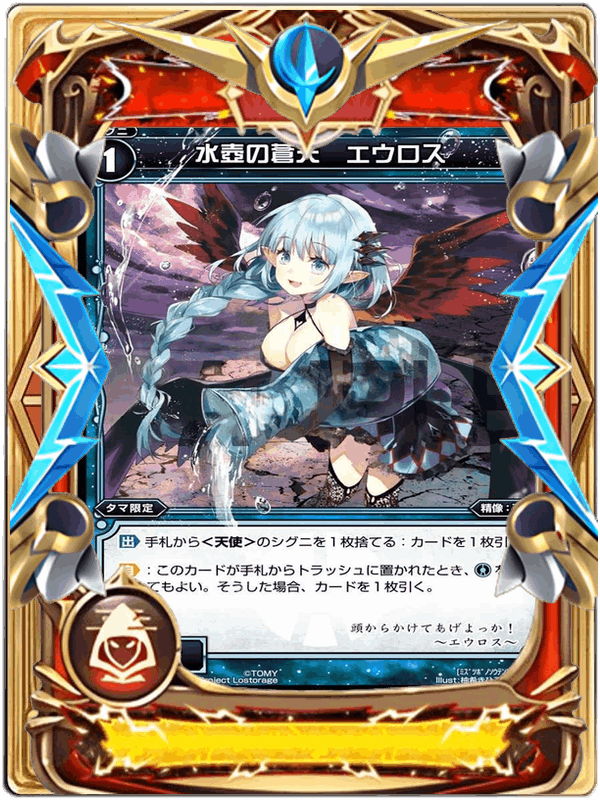 1
水壺の蒼天 エウロス
タマ限定
精像:
出 手札から<天使>のシグニを1枚捨てる:カードを1枚引
:このカードが手札からトラッシュに置かれたとき、
てもよい。そうした場合、カードを1枚引く。
頭からかけてあげよっか!
~エウロス~
©TOMY
roject Lostorage
Illust: